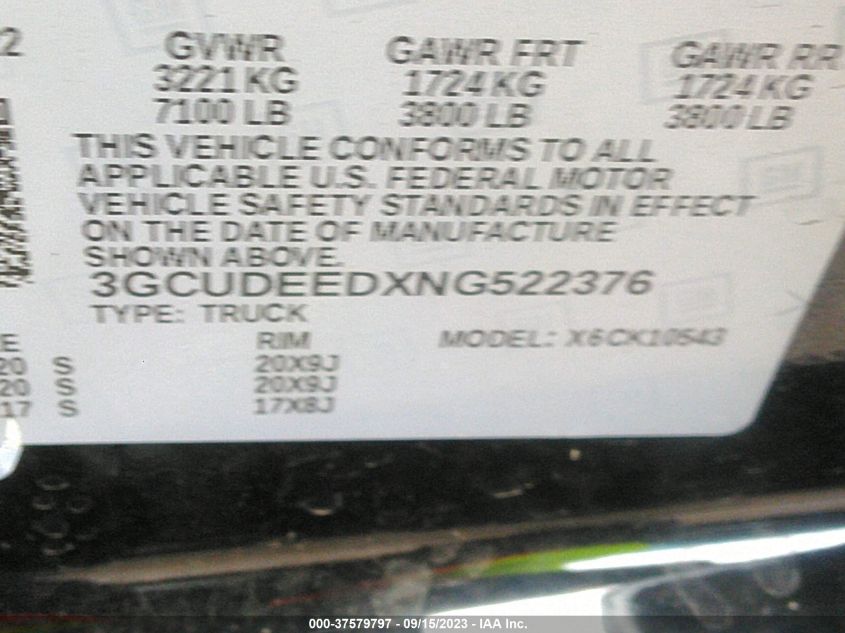 2 GVWR GAWR FRT GAWR RR
3221 KG 1724 KG 1724 KG
7100 LB 3800 LB 3800 LB
THIS VEHICLE CONFORMS TO ALL
APPLICABLE U.S. FEDERAL MOTOR
VEHICLE SAFETY STANDARDS IN EFFECT
ON THE DATE OF MANUFACTURE
SHOWN ABOVE.
3GCUDEEDXNG522376
TYPE: TRUCK
E RIM MODEL: X6CK10543
20 S 20X9J
20 S 20X9J
17 S 17X8J
000-37579797 - 09/15/2023 - IAA Inc.